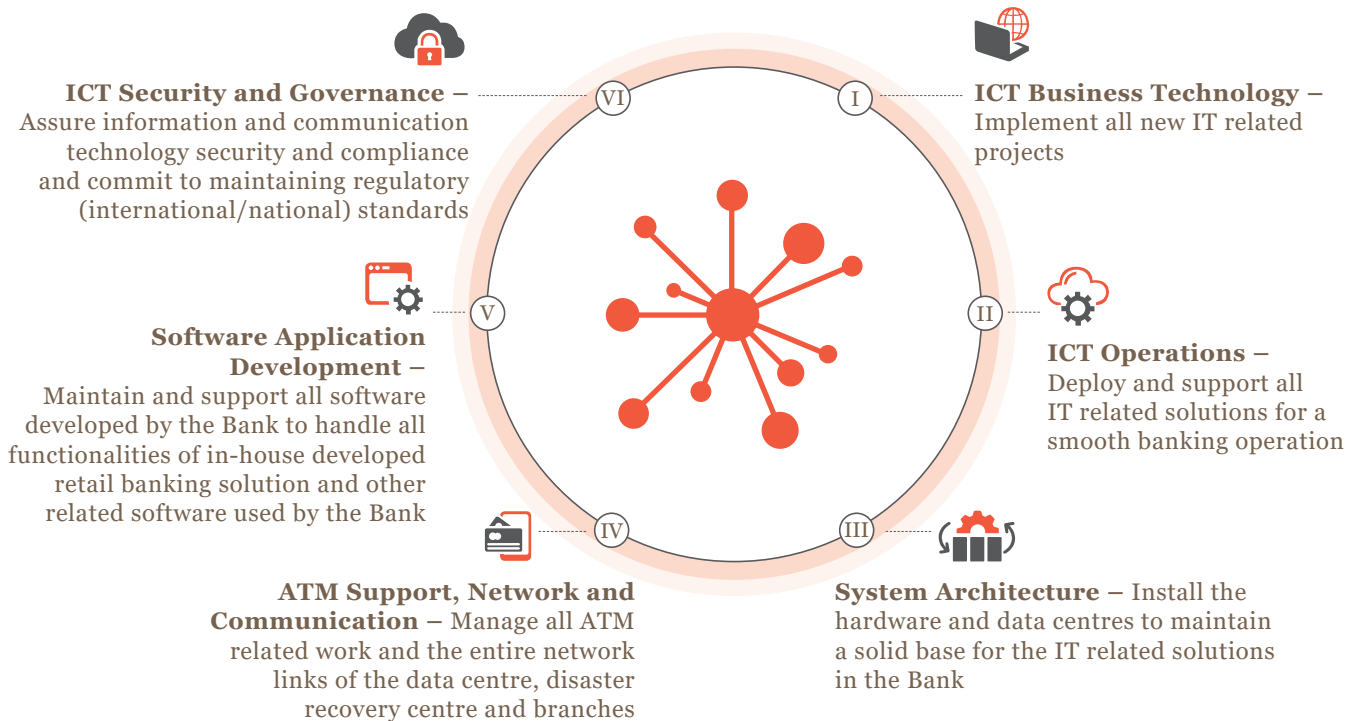 I
ICT Business Technology –
Implement all new IT related
projects
II
ICT Operations –
Deploy and support all
IT related solutions for a
smooth banking operation
III
System Architecture – Install the
hardware and data centres to maintain
a solid base for the IT related solutions
in the Bank
IV
ATM Support, Network and
Communication – Manage all ATM
related work and the entire network
links of the data centre, disaster
recovery centre and branches
V
Software Application
Development –
Maintain and support all software
developed by the Bank to handle all
functionalities of in-house developed
retail banking solution and other
related software used by the Bank
VI
ICT Security and Governance –
Assure information and communication
technology security and compliance
and commit to maintaining regulatory
(international/national) standards